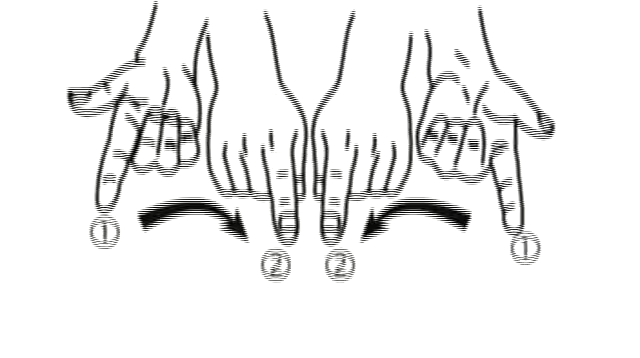 ①
①
② ②